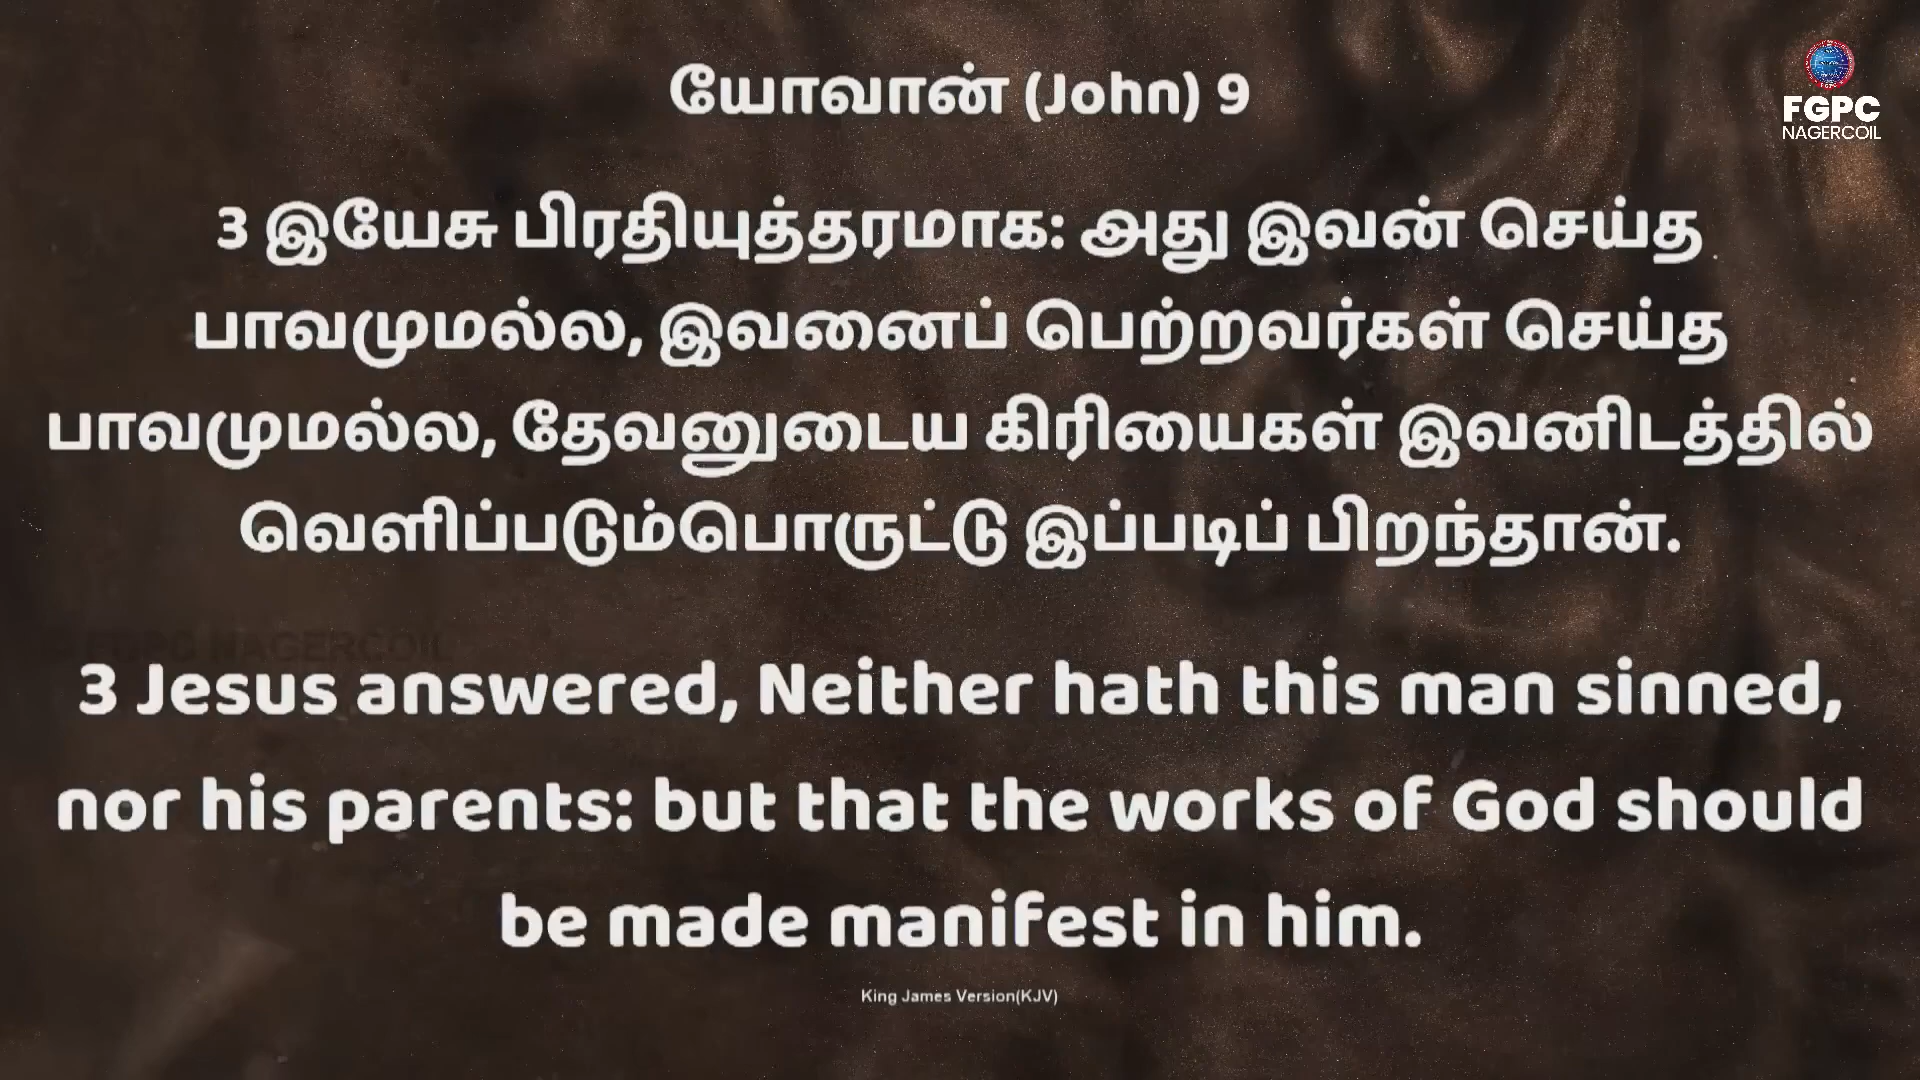 யோவான் (John) 9
FGPC
NAGERCOIL
3 இயேசு பிரதியுத்தரமாக: அது இவன் செய்த
பாவமுமல்ல, இவனைப் பெற்றவர்கள் செய்த
பாவமுமல்ல, தேவனுடைய கிரியைகள் இவனிடத்தில்
வெளிப்படும்பொருட்டு இப்படிப் பிறந்தான்.
FGPC NAGERCOIL
3 Jesus answered, Neither hath this man sinned,
nor his parents: but that the works of God should
be made manifest in him.
King James Version(KJV)